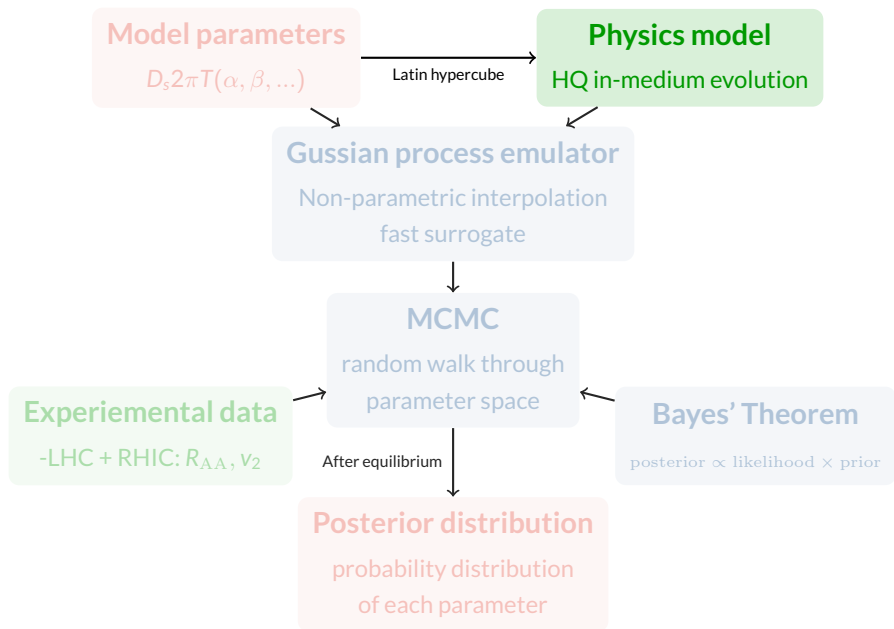 Model parameters
D_s2πT(α, β, ...)
Latin hypercube
Physics model
HQ in-medium evolution
Gussian process emulator
Non-parametric interpolation
fast surrogate
MCMC
random walk through
parameter space
Experiemental data
-LHC + RHIC: R_AA, v_2
Bayes’ Theorem
posterior ∝ likelihood × prior
After equilibrium
Posterior distribution
probability distribution
of each parameter